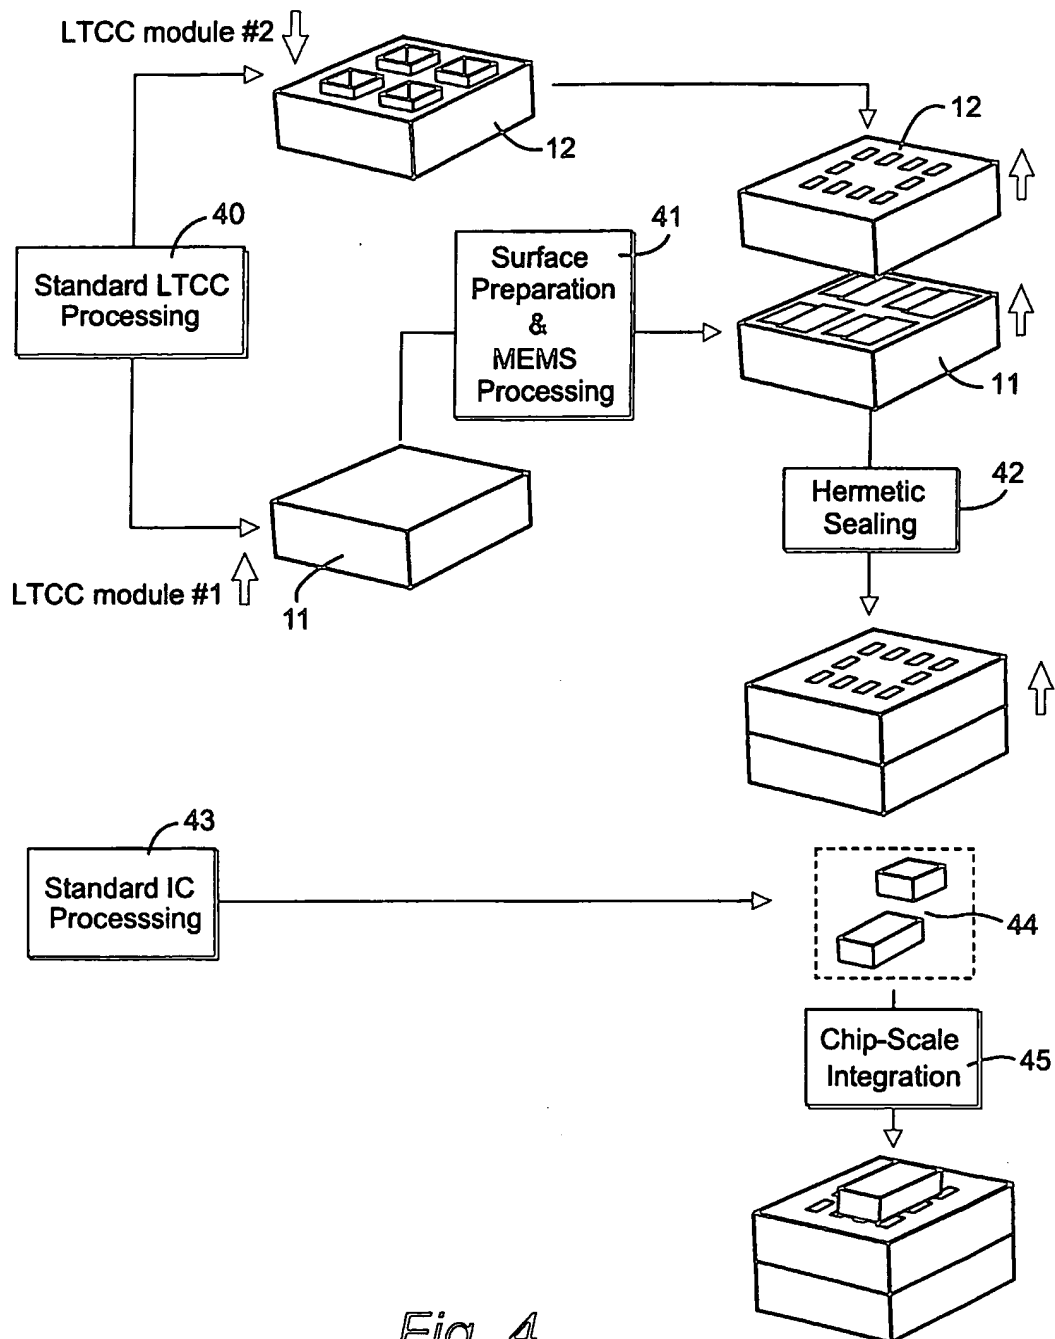 LTCC module #2
12
12
40
Standard LTCC
Processing
41
Surface
Preparation
&
MEMS
Processing
11
LTCC module #1
11
Hermetic
Sealing
42
43
Standard IC
Processsing
44
Chip-Scale
Integration
45
Fig. 4